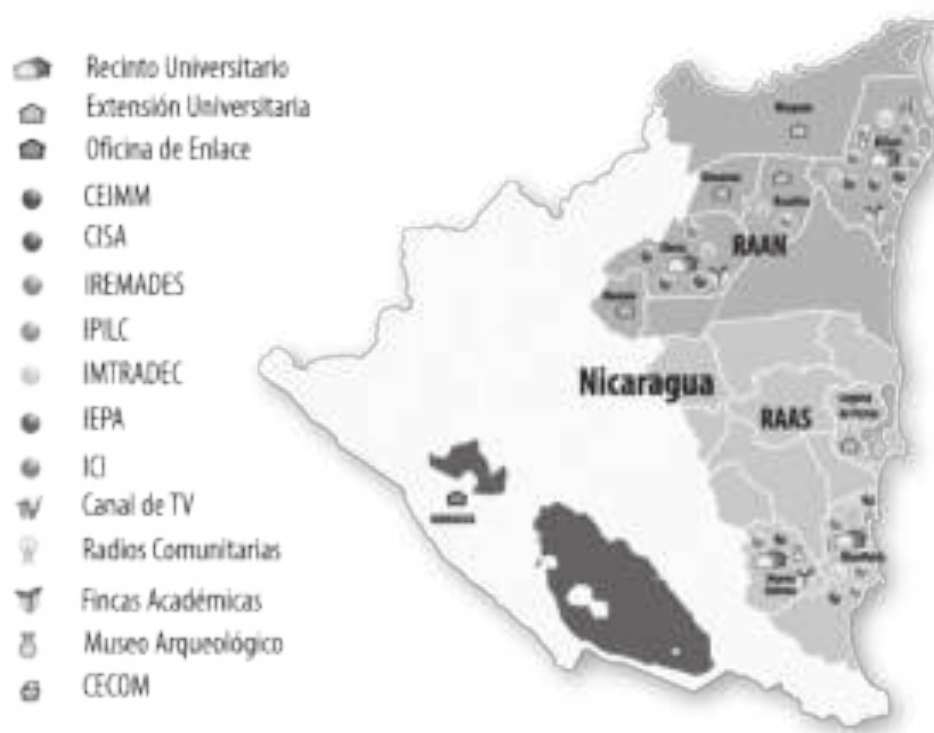 Recinto Universitario
Extensión Universitaria
Oficina de Enlace
CEIMM
CISA
IREMADES
IPILC
IMTRADEC
IEPA
ICI
TV Canal de TV
Radios Comunitarias
Fincas Académicas
Museo Arqueológico
CECOM
RAAN
Nicaragua
RAAS